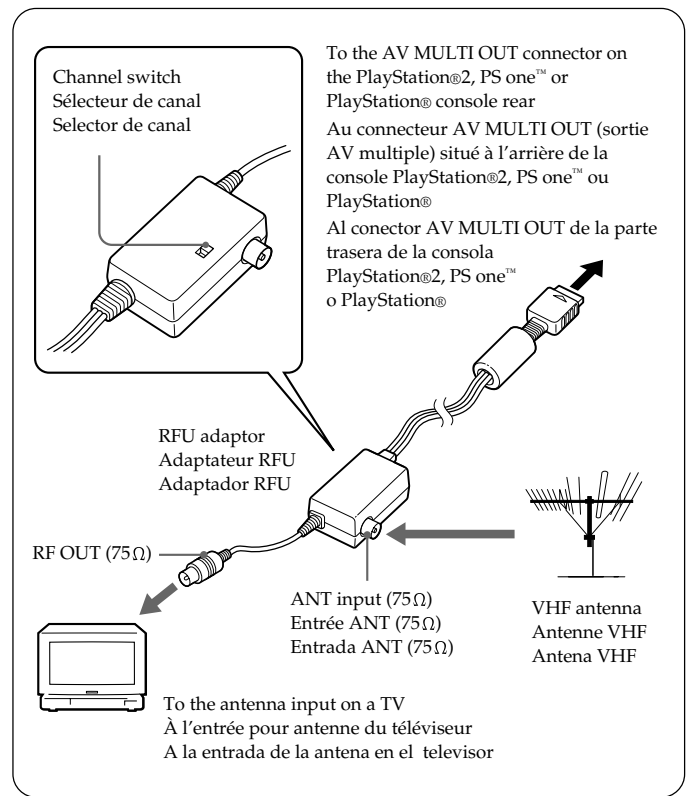 Channel switch
Sélecteur de canal
Selector de canal
To the AV MULTI OUT connector on
the PlayStation®2, PS one™ or
PlayStation® console rear
Au connecteur AV MULTI OUT (sortie
AV multiple) situé à l'arrière de la
console PlayStation®2, PS one™ ou
PlayStation®
Al conector AV MULTI OUT de la parte
trasera de la consola
PlayStation®2, PS one™
o PlayStation®
RFU adaptor
Adaptateur RFU
Adaptador RFU
RF OUT (75Ω)
ANT input (75Ω)
Entrée ANT (75Ω)
Entrada ANT (75Ω)
VHF antenna
Antenne VHF
Antena VHF
To the antenna input on a TV
À l'entrée pour antenne du téléviseur
A la entrada de la antena en el televisor